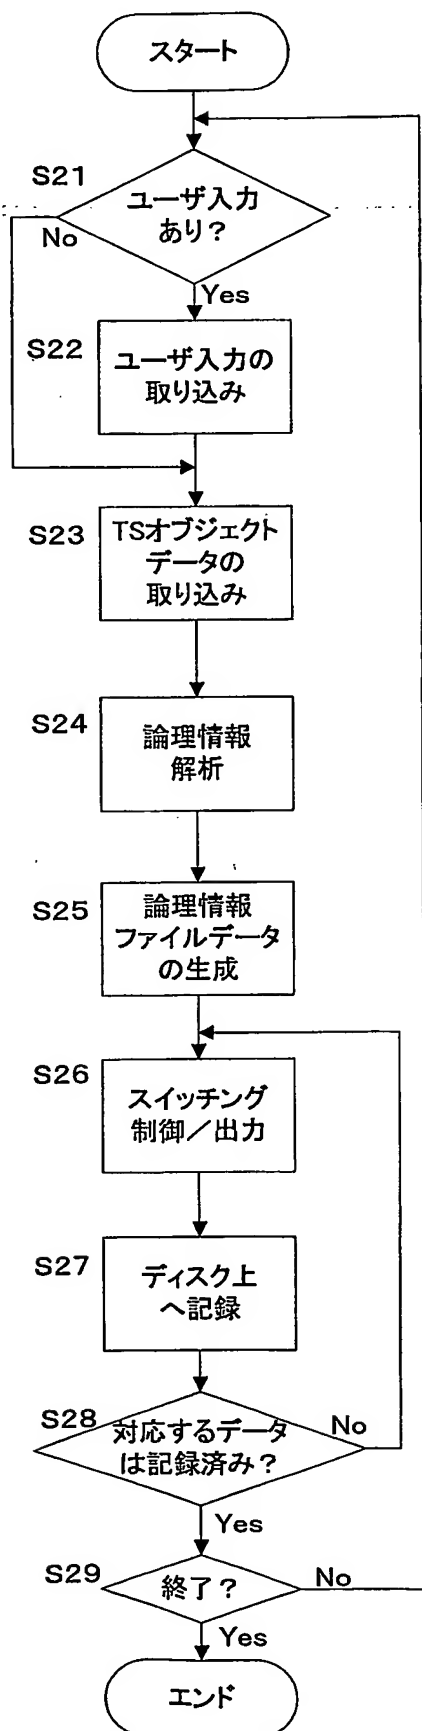 スタート
S21
ユーザ入力
あり？
No
Yes
S22
ユーザ入力の
取り込み
S23
TSオブジェクト
データの
取り込み
S24
論理情報
解析
S25
論理情報
ファイルデータ
の生成
S26
スイッチング
制御／出力
S27
ディスク上
へ記録
S28
対応するデータ
は記録済み？
No
Yes
S29
終了？
No
Yes
エンド